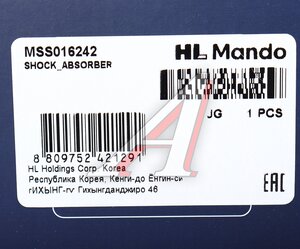 MSS016242
SHOCK_ABSORBER
HL Mando
JG 1 PCS
8 809752 421291
HL Holdings Corp. Korea
Республика Корея, Кенги-до Енгин-си
гИХЫНГ-гу Гихынгданджиро 46
EAC